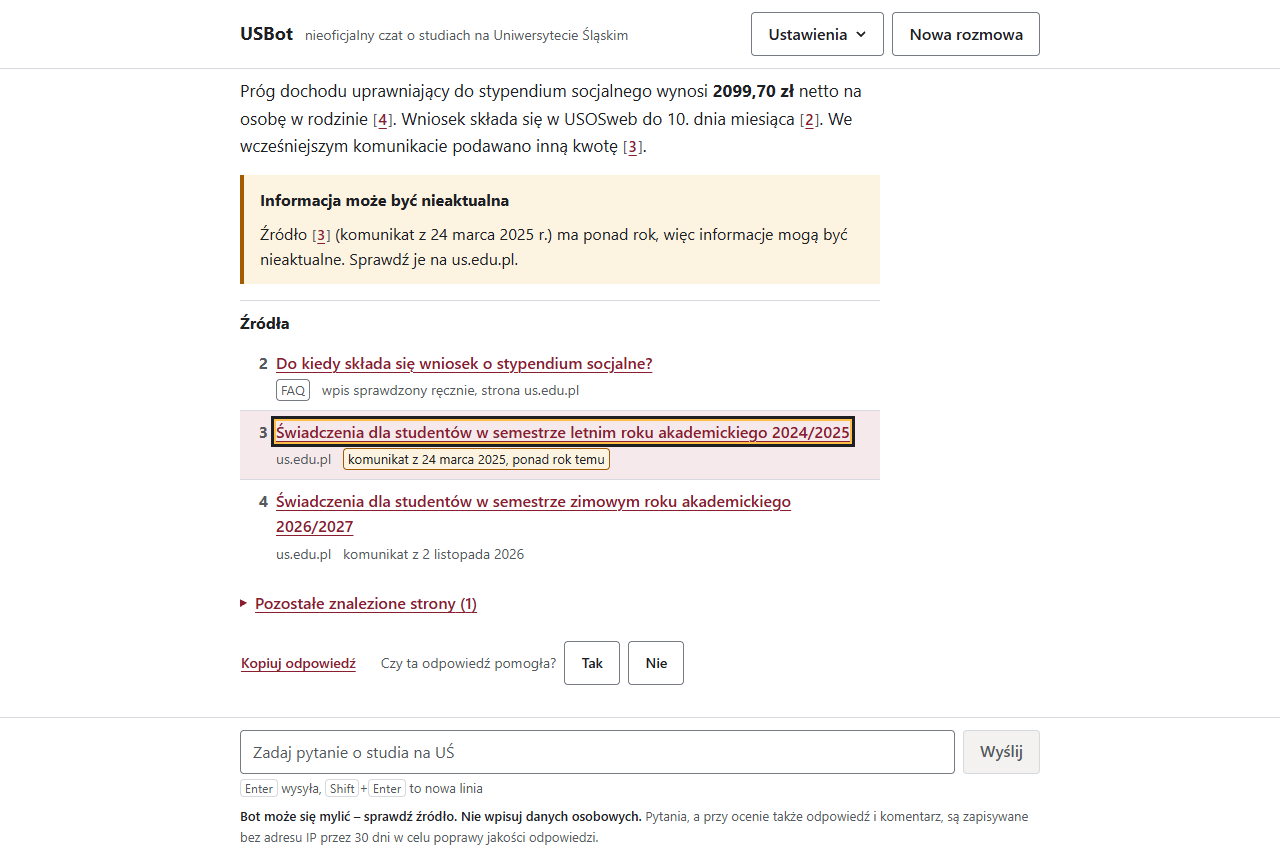 USBot nieoficjalny czat o studiach na Uniwersytecie Śląskim
Ustawienia
Nowa rozmowa
Próg dochodu uprawniający do stypendium socjalnego wynosi 2099,70 zł netto na
osobę w rodzinie [4]. Wniosek składa się w USOSweb do 10. dnia miesiąca [2]. We
wcześniejszym komunikacie podawano inną kwotę [3].
Informacja może być nieaktualna
Źródło [3] (komunikat z 24 marca 2025 r.) ma ponad rok, więc informacje mogą być
nieaktualne. Sprawdź je na us.edu.pl.
Źródła
2 Do kiedy składa się wniosek o stypendium socjalne?
FAQ wpis sprawdzony ręcznie, strona us.edu.pl
3 Świadczenia dla studentów w semestrze letnim roku akademickiego 2024/2025
us.edu.pl komunikat z 24 marca 2025, ponad rok temu
4 Świadczenia dla studentów w semestrze zimowym roku akademickiego
2026/2027
us.edu.pl komunikat z 2 listopada 2026
Pozostałe znalezione strony (1)
Kopiuj odpowiedź Czy ta odpowiedź pomogła? Tak Nie
Zadaj pytanie o studia na UŚ
Wyślij
Enter wysyła, Shift + Enter to nowa linia
Bot może się mylić – sprawdź źródło. Nie wpisuj danych osobowych. Pytania, a przy ocenie także odpowiedź i komentarz, są zapisywane
bez adresu IP przez 30 dni w celu poprawy jakości odpowiedzi.